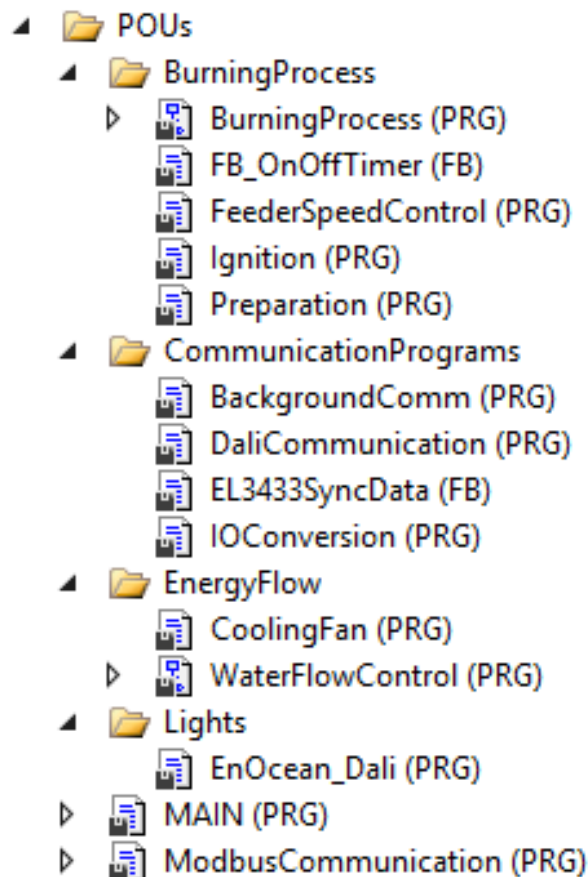 POUs
BurningProcess
BurningProcess (PRG)
FB_OnOffTimer (FB)
FeederSpeedControl (PRG)
Ignition (PRG)
Preparation (PRG)
CommunicationPrograms
BackgroundComm (PRG)
DaliCommunication (PRG)
EL3433SyncData (FB)
IOConversion (PRG)
EnergyFlow
CoolingFan (PRG)
WaterFlowControl (PRG)
Lights
EnOcean_Dali (PRG)
MAIN (PRG)
ModbusCommunication (PRG)